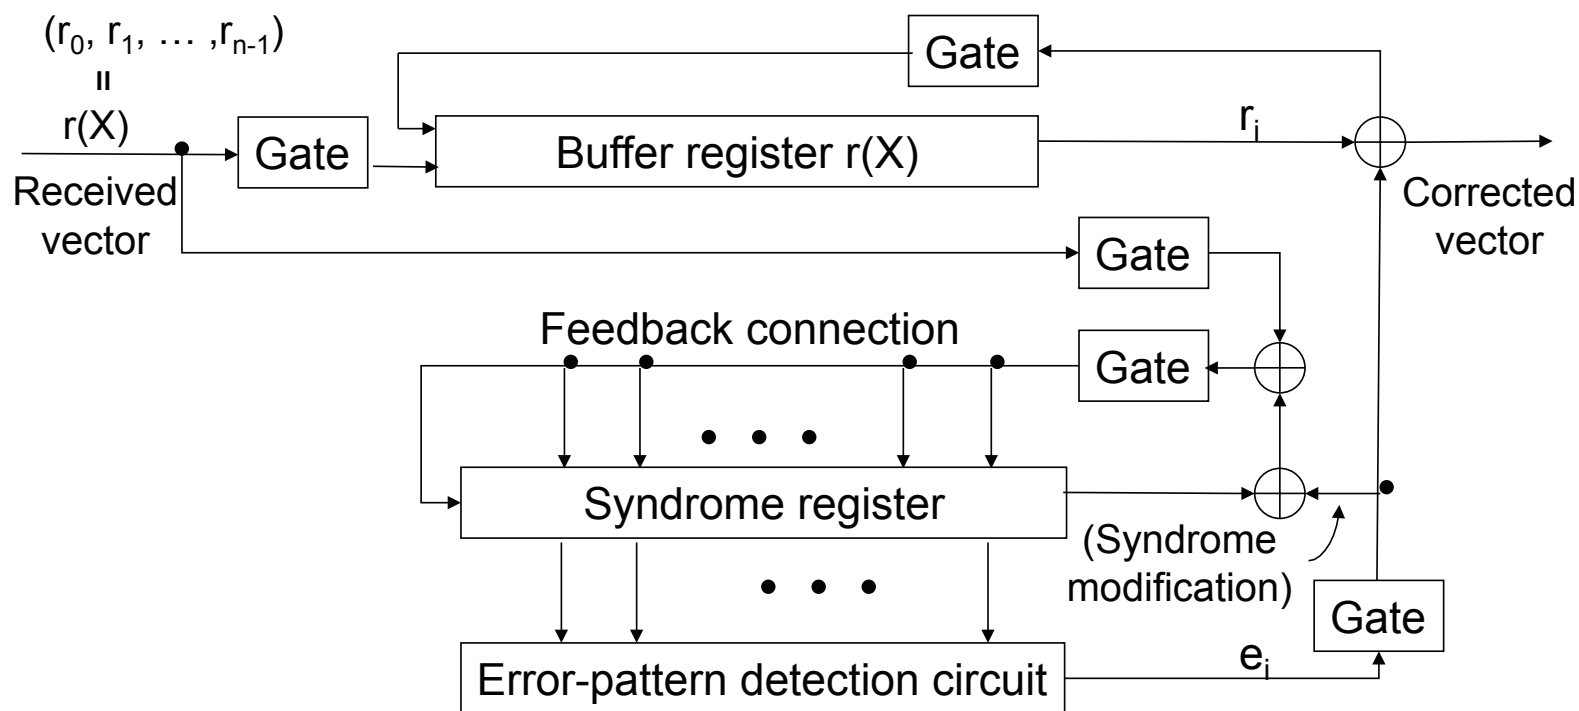 (r0, r1, … ,rn-1)
=
r(X)
Gate
Gate
Buffer register r(X)
ri
Received
vector
Corrected
vector
Gate
Feedback connection
Gate
Syndrome register
(Syndrome
modification)
Gate
Error-pattern detection circuit
ei